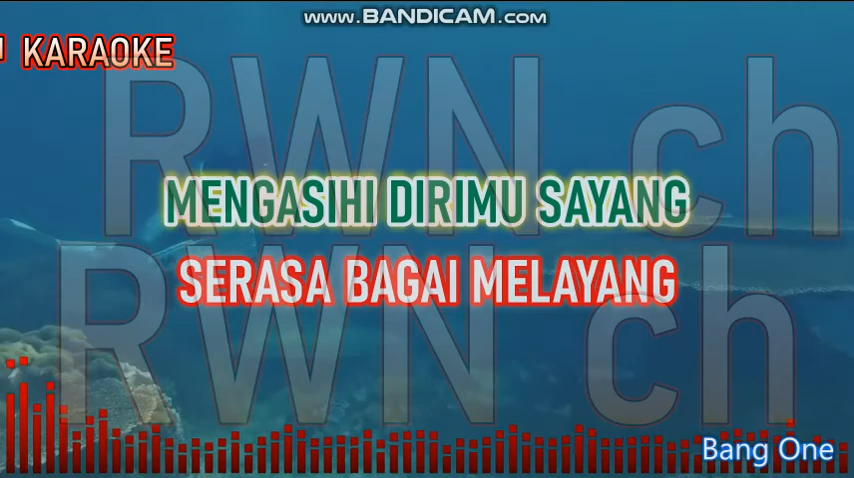 www.BANDICAM.com
KARAOKE
RWN ch
MENGASIHI DIRIMU SAYANG
SERASA BAGAI MELAYANG
RWN ch
Bang One